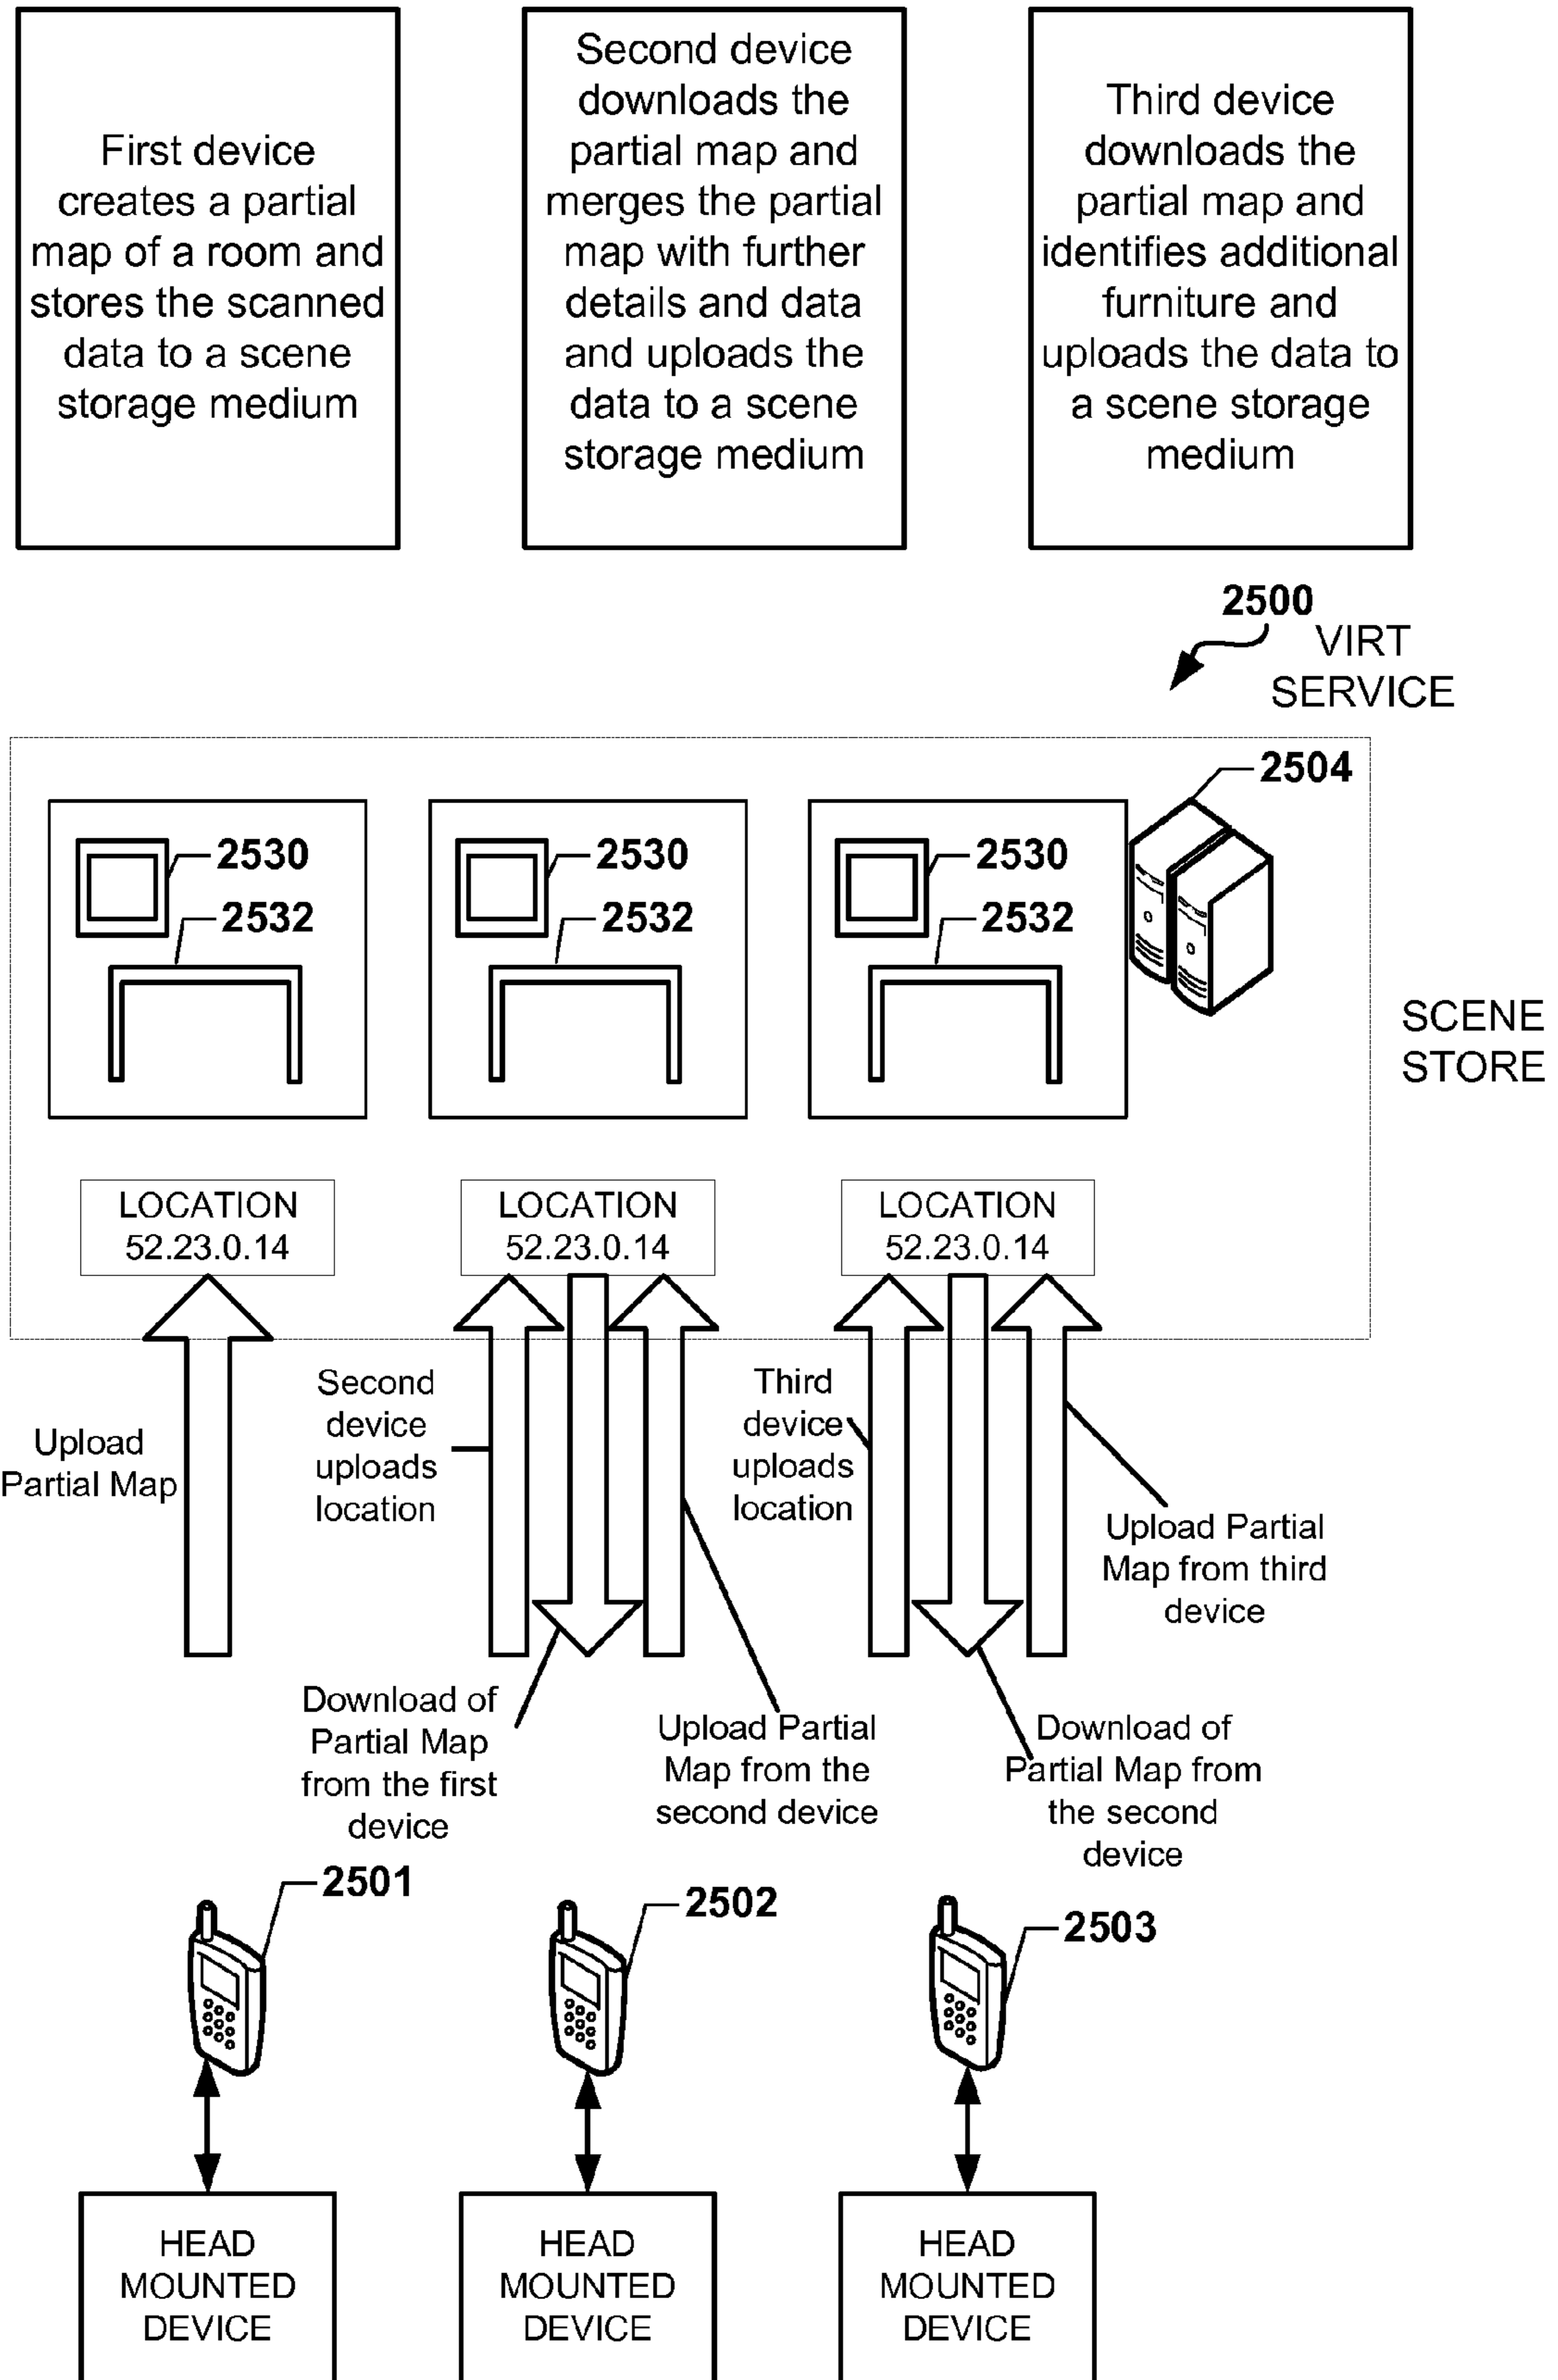 First device
creates a partial
map of a room and
stores the scanned
data to a scene
storage medium
Second device
downloads the
partial map and
merges the partial
map with further
details and data
and uploads the
data to a scene
storage medium
Third device
downloads the
partial map and
identifies additional
furniture and
uploads the data to
a scene storage
medium
2500
VIRT
SERVICE
2504
2530
2532
2530
2532
2530
2532
SCENE
STORE
LOCATION
52.23.0.14
LOCATION
52.23.0.14
LOCATION
52.23.0.14
Upload
Partial Map
Second
device
uploads
location
Third
device
uploads
location
Upload Partial
Map from third
device
Download of
Partial Map
from the first
device
Upload Partial
Map from the
second device
Download of
Partial Map from
the second
device
2501
2502
2503
HEAD
MOUNTED
DEVICE
HEAD
MOUNTED
DEVICE
HEAD
MOUNTED
DEVICE